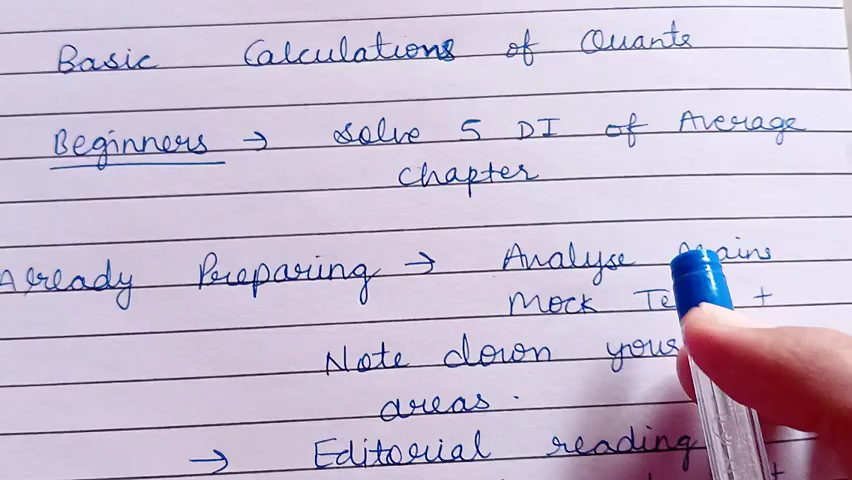 Basic Calculations of Quants
Beginners → Solve 5 DI of Average
Chapter
Already Preparing → Analyse
Mock +
Note down your
areas.
→ Editorial reading
+